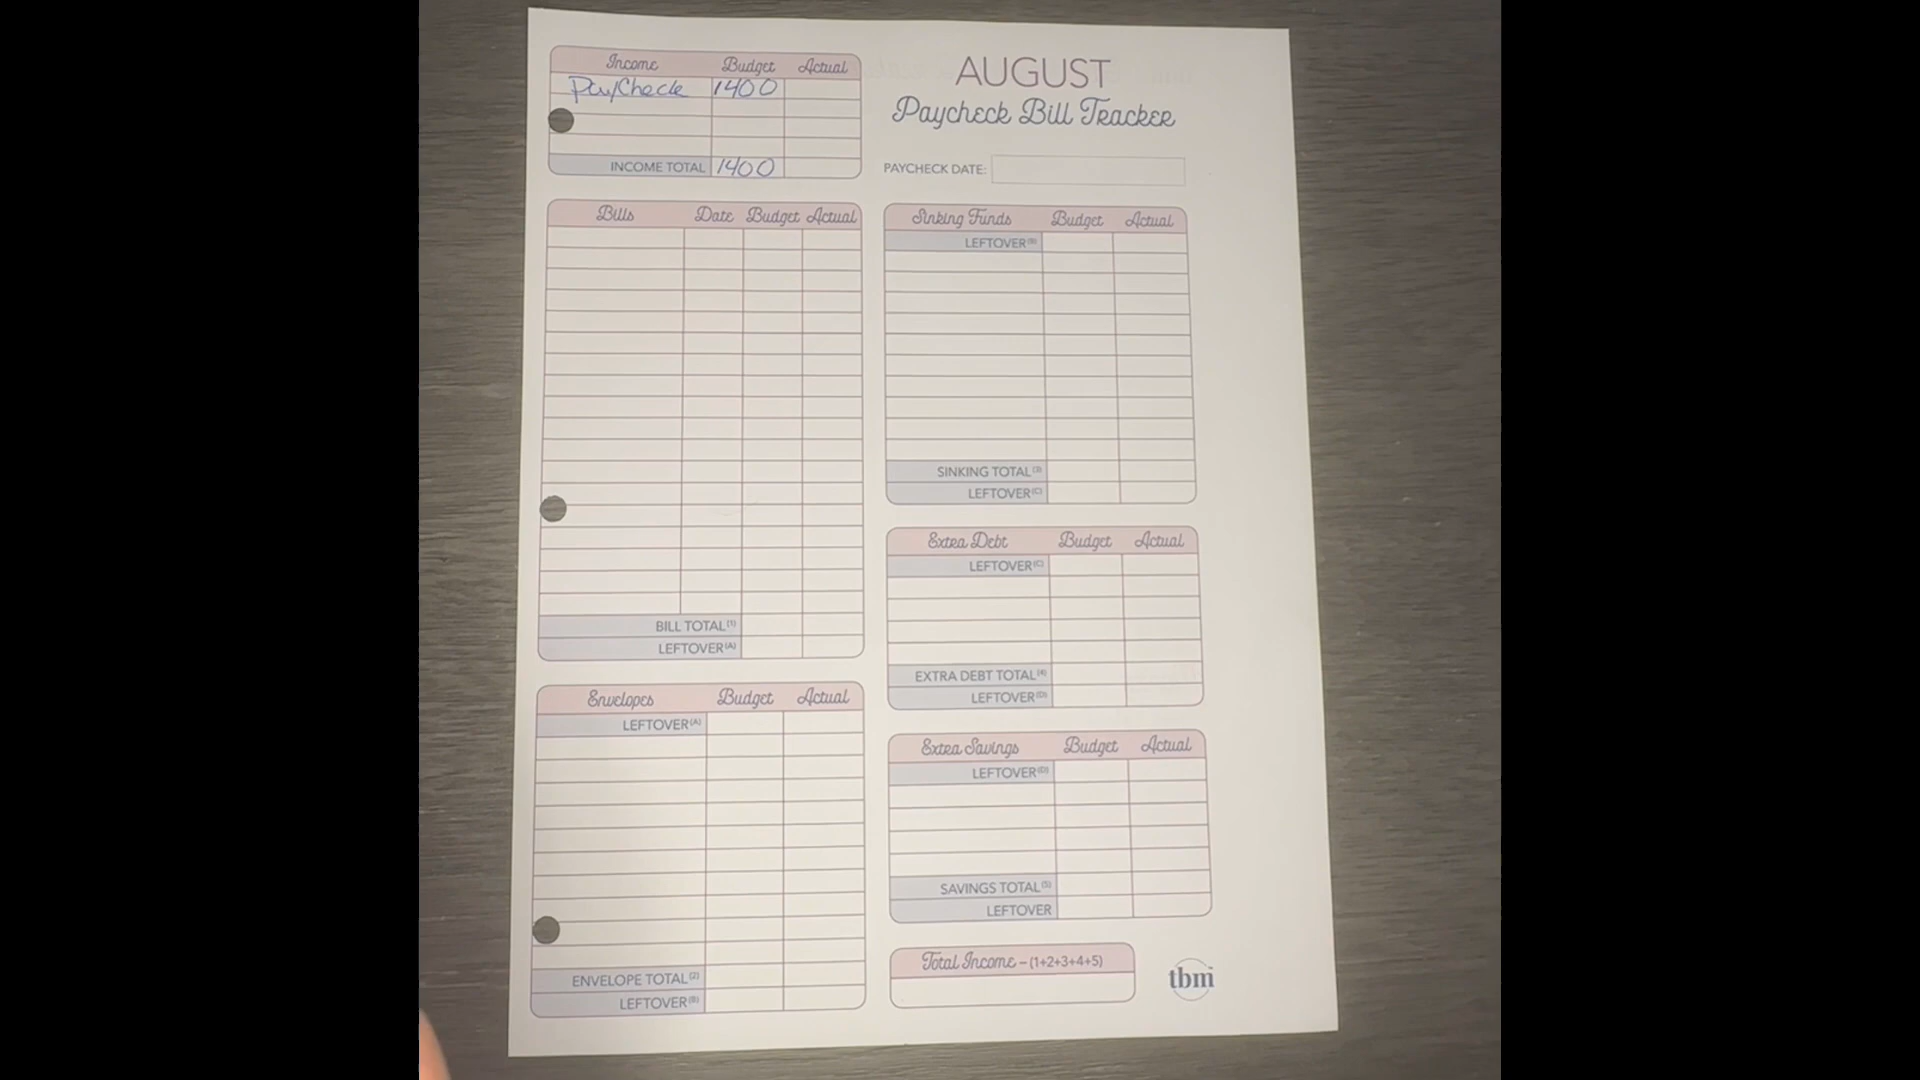 AUGUST
Paycheck Bill Tracker
PAYCHECK DATE:
Income Budget Actual
PayCheck 1400
INCOME TOTAL 1400
Bills Date Budget Actual
BILL TOTAL(1)
LEFTOVER(A)
Envelopes Budget Actual
LEFTOVER(A)
ENVELOPE TOTAL(2)
LEFTOVER(B)
Sinking Funds Budget Actual
LEFTOVER(B)
SINKING TOTAL(3)
LEFTOVER(C)
Extra Debt Budget Actual
LEFTOVER(C)
EXTRA DEBT TOTAL(4)
LEFTOVER(D)
Extra Savings Budget Actual
LEFTOVER(D)
SAVINGS TOTAL(5)
LEFTOVER
Total Income – (1+2+3+4+5)
tbm